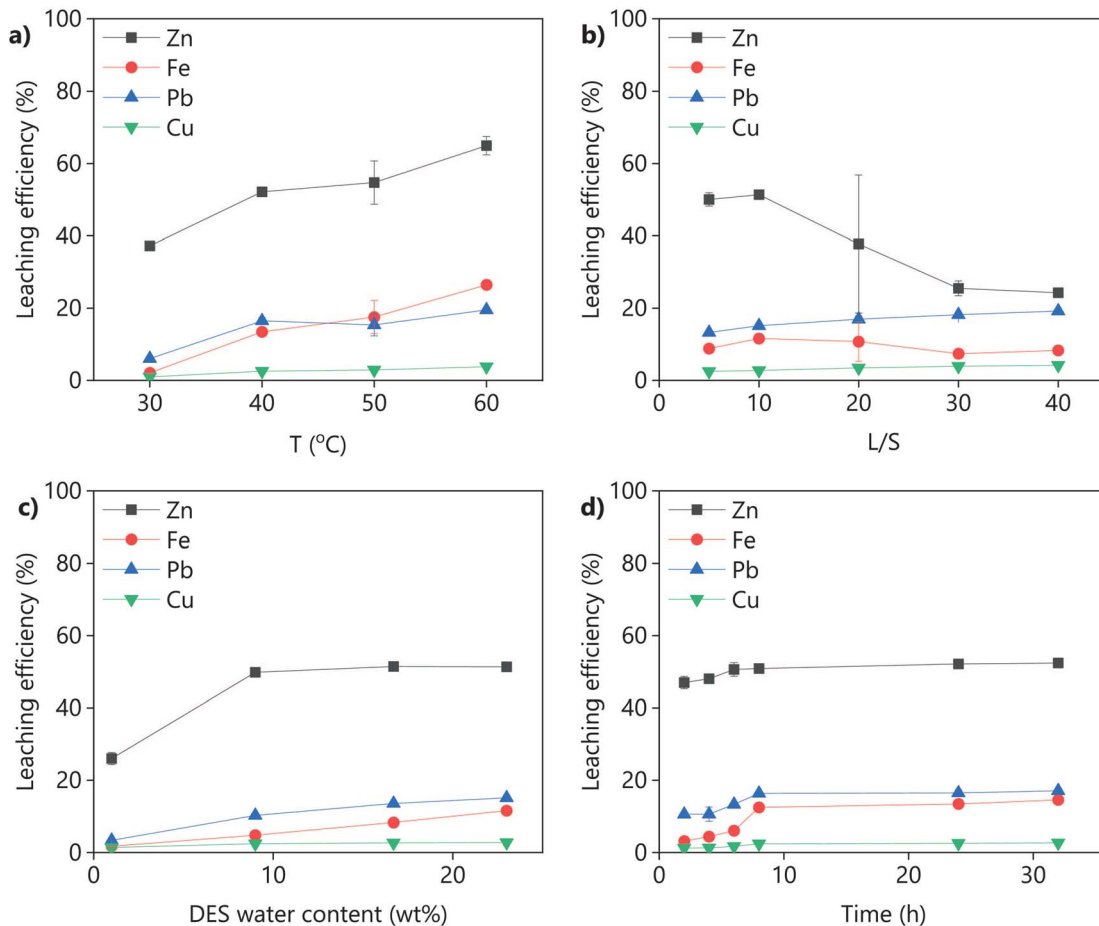 a)
Zn
Fe
Pb
Cu
Leaching efficiency (%)
100
80
60
40
20
0
30 40 50 60
T (°C)
b)
Zn
Fe
Pb
Cu
Leaching efficiency (%)
100
80
60
40
20
0
0 10 20 30 40
L/S
c)
Zn
Fe
Pb
Cu
Leaching efficiency (%)
100
80
60
40
20
0
0 10 20
DES water content (wt%)
d)
Zn
Fe
Pb
Cu
Leaching efficiency (%)
100
80
60
40
20
0
0 10 20 30
Time (h)